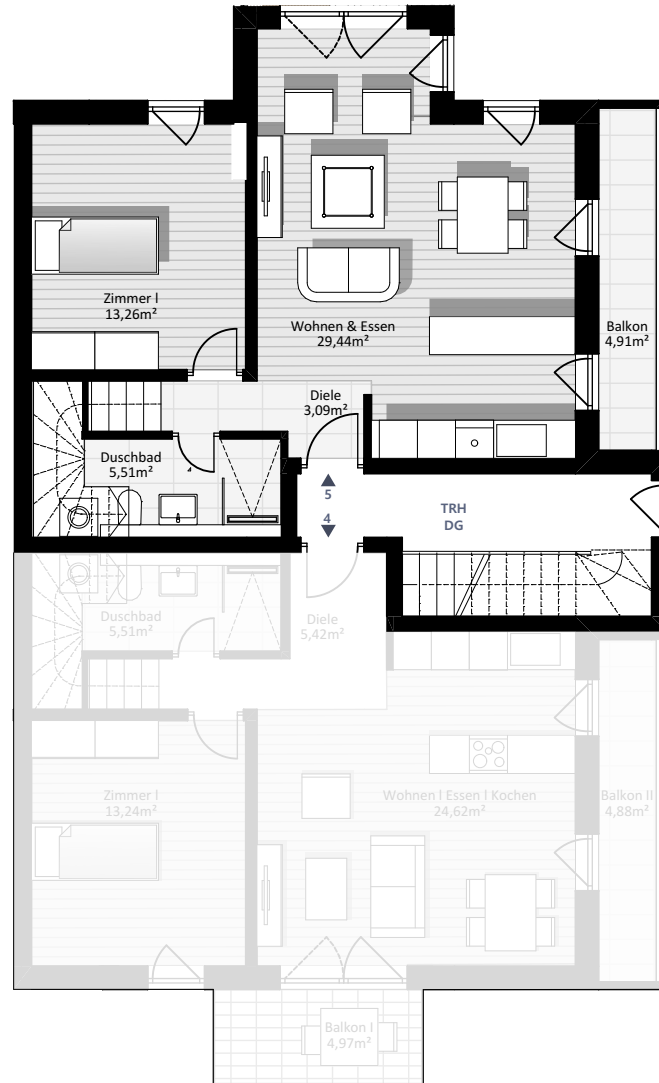 Zimmer I
13,26m²
Wohnen & Essen
29,44m²
Balkon
4,91m²
Diele
3,09m²
Duschbad
5,51m²
5
4
TRH
DG
Duschbad
5,51m²
Diele
5,42m²
Zimmer I
13,24m²
Wohnen I Essen I Kochen
24,62m²
Balkon II
4,88m²
Balkon I
4,97m²